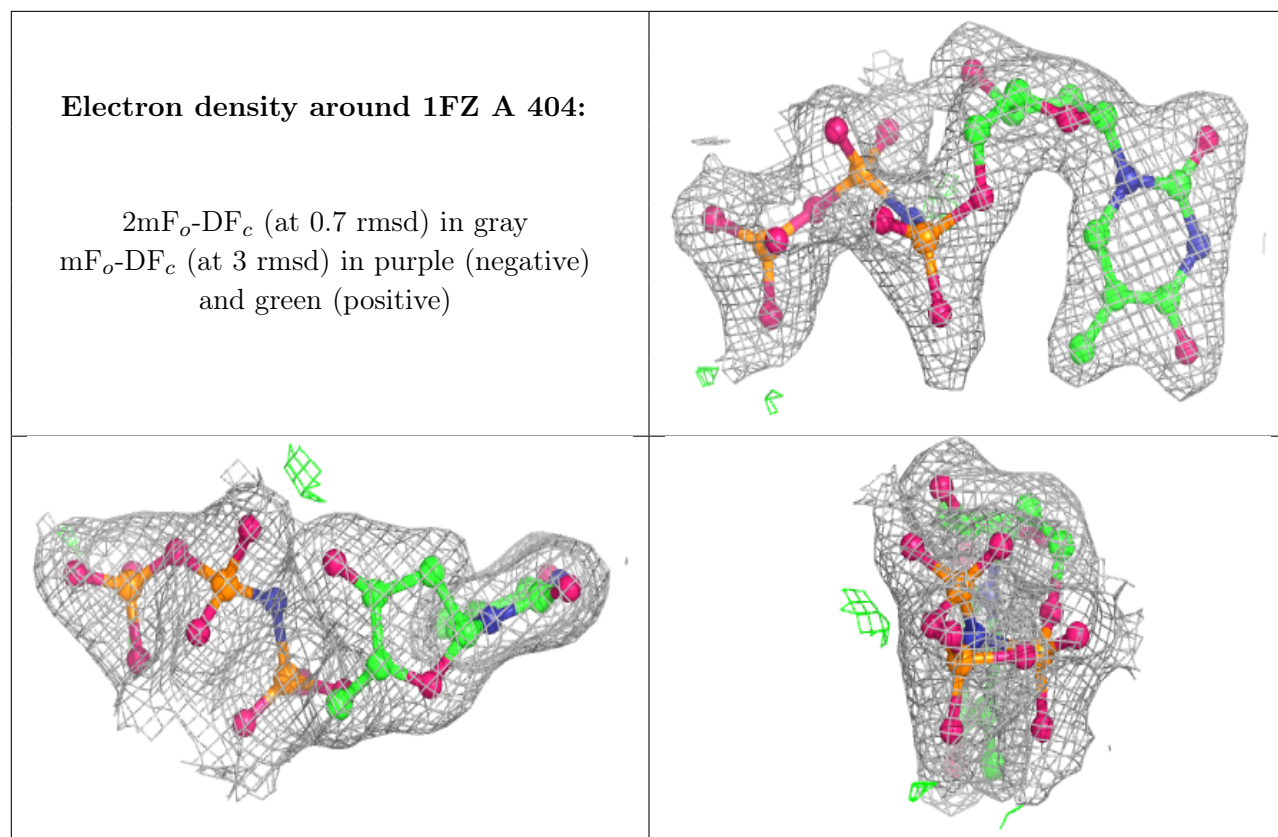 Electron density around 1FZ A 404:
2mFₒ-DF𝒸 (at 0.7 rmsd) in gray
mFₒ-DF𝒸 (at 3 rmsd) in purple (negative)
and green (positive)